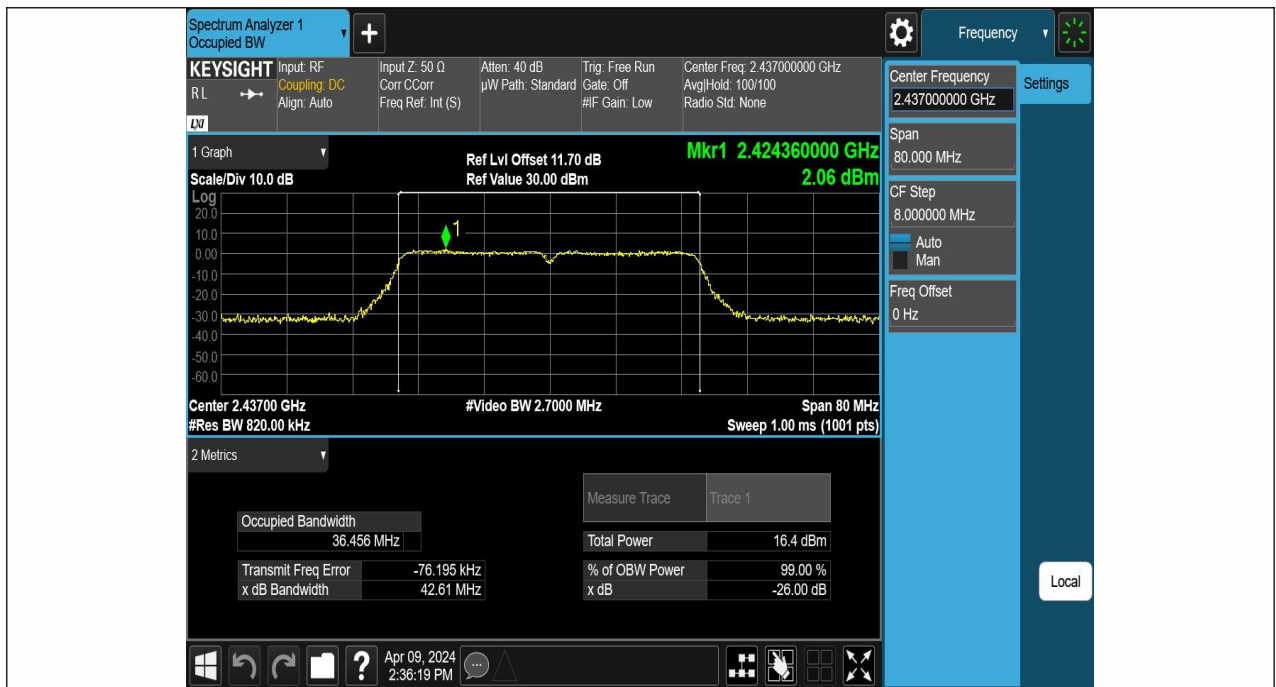 Spectrum Analyzer 1
Occupied BW
+
Frequency
KEYSIGHT
R L
LXI
Input: RF
Coupling: DC
Align: Auto
Input Z: 50 Ω
Corr CCorr
Freq Ref: Int (S)
Atten: 40 dB
µW Path: Standard
Trig: Free Run
Gate: Off
#IF Gain: Low
Center Freq: 2.437000000 GHz
Avg|Hold: 100/100
Radio Std: None
Center Frequency
2.437000000 GHz
Settings
Span
80.000 MHz
CF Step
8.000000 MHz
Auto
Man
Freq Offset
0 Hz
Local
1 Graph
Scale/Div 10.0 dB
Ref Lvl Offset 11.70 dB
Ref Value 30.00 dBm
Mkr1 2.424360000 GHz
2.06 dBm
Log
20.0
10.0
0.00
-10.0
-20.0
-30.0
-40.0
-50.0
-60.0
1
Center 2.43700 GHz
#Res BW 820.00 kHz
#Video BW 2.7000 MHz
Span 80 MHz
Sweep 1.00 ms (1001 pts)
2 Metrics
Measure Trace Trace 1
Occupied Bandwidth
36.456 MHz
Total Power 16.4 dBm
Transmit Freq Error -76.195 kHz
% of OBW Power 99.00 %
x dB Bandwidth 42.61 MHz
x dB -26.00 dB
?
Apr 09, 2024
2:36:19 PM